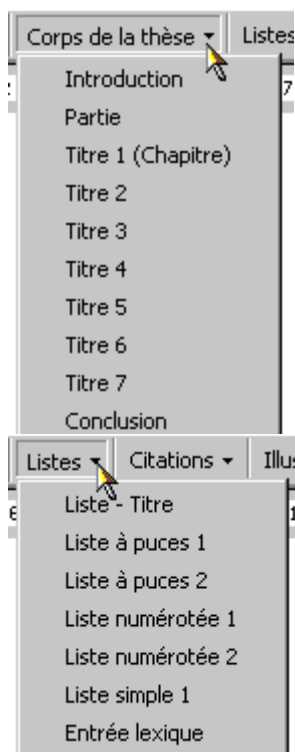 Corps de la thèse Listes
Introduction
7
Partie
Titre 1 (Chapitre)
Titre 2
Titre 3
Titre 4
Titre 5
Titre 6
Titre 7
Conclusion
Listes Citations
Liste - Titre
Liste à puces 1
Liste à puces 2
Liste numérotée 1
Liste numérotée 2
Liste simple 1
Entrée lexique